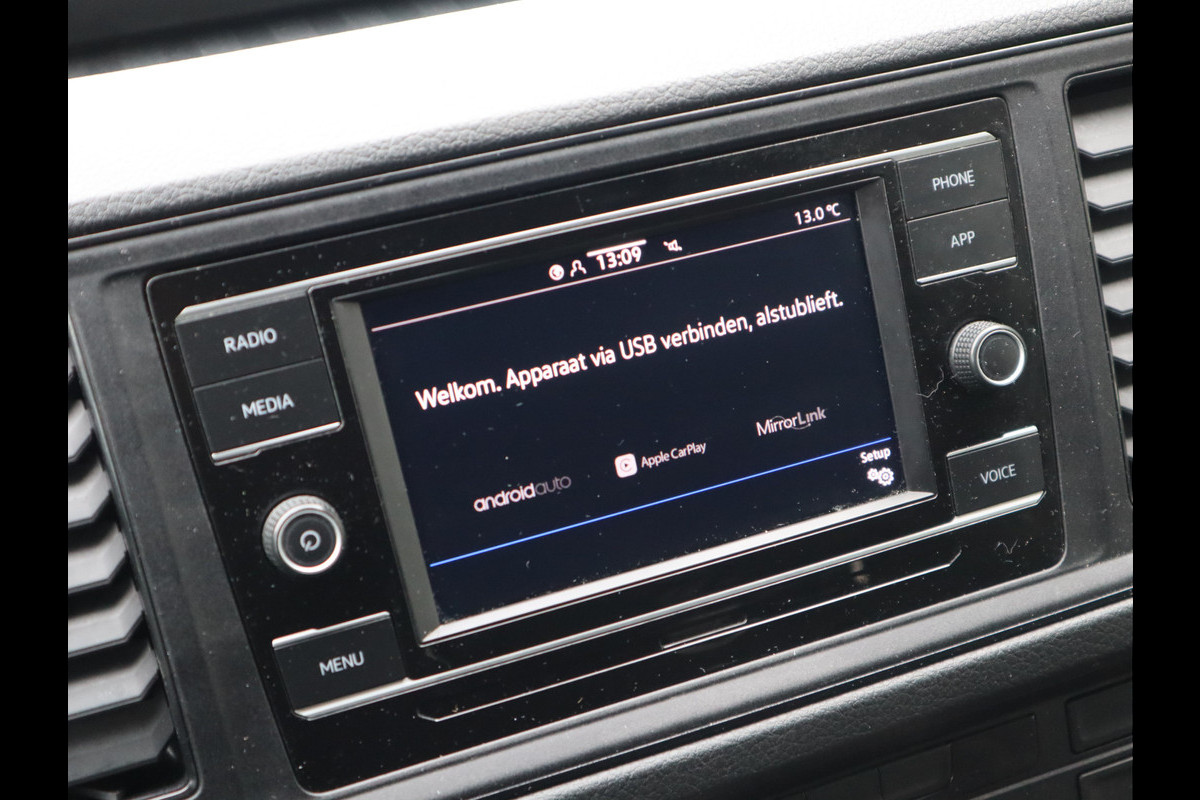 RADIO
MEDIA
MENU
13:09
13.0 °C
Welkom. Apparaat via USB verbinden, alstublieft.
androidauto
Apple CarPlay
MirrorLink
Setup
PHONE
APP
VOICE